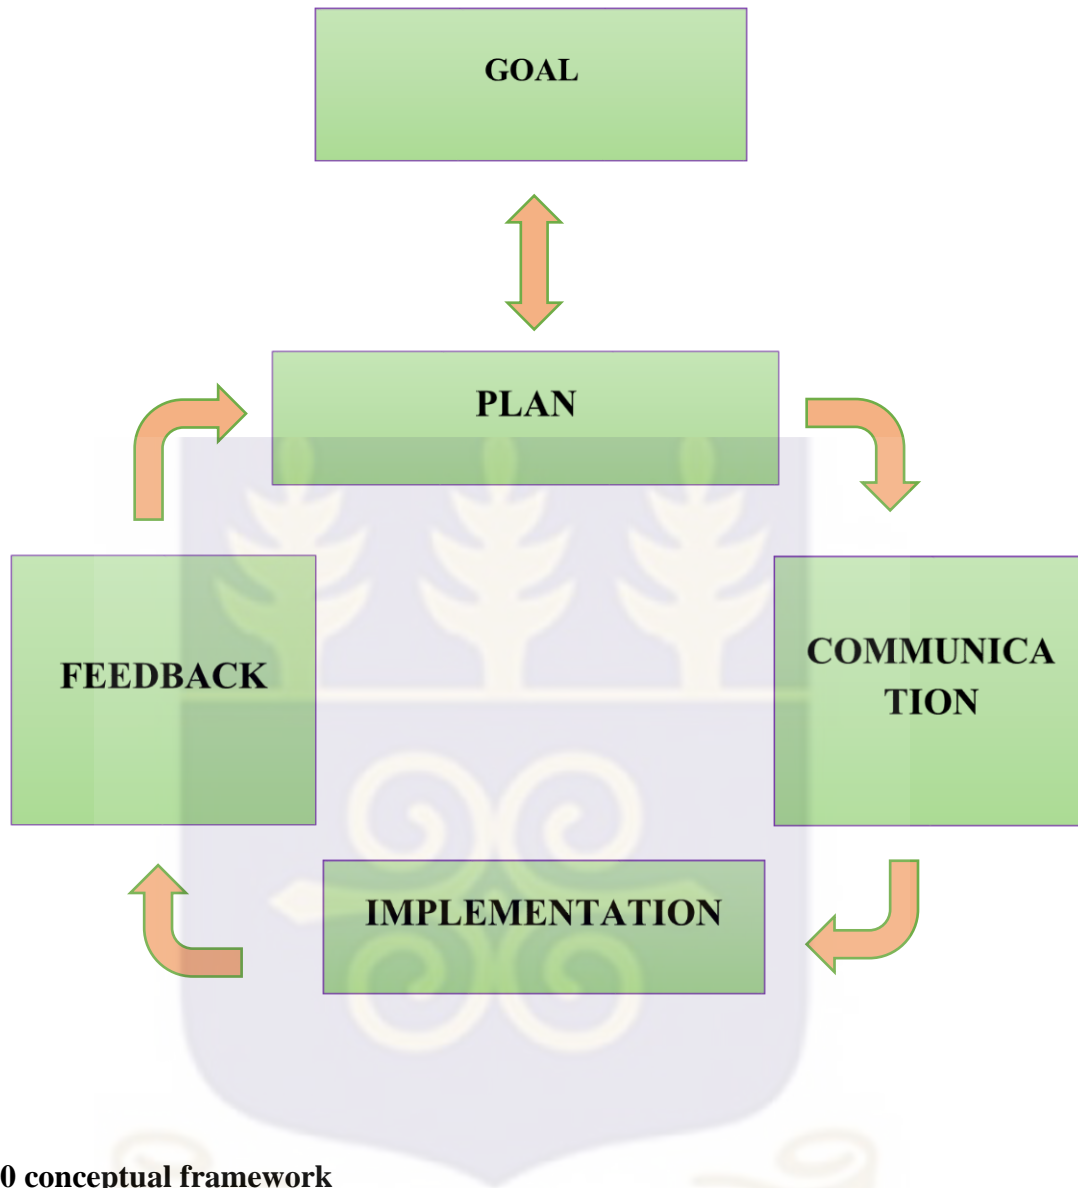 GOAL
PLAN
FEEDBACK
COMMUNICA
TION
IMPLEMENTATION
0 conceptual framework